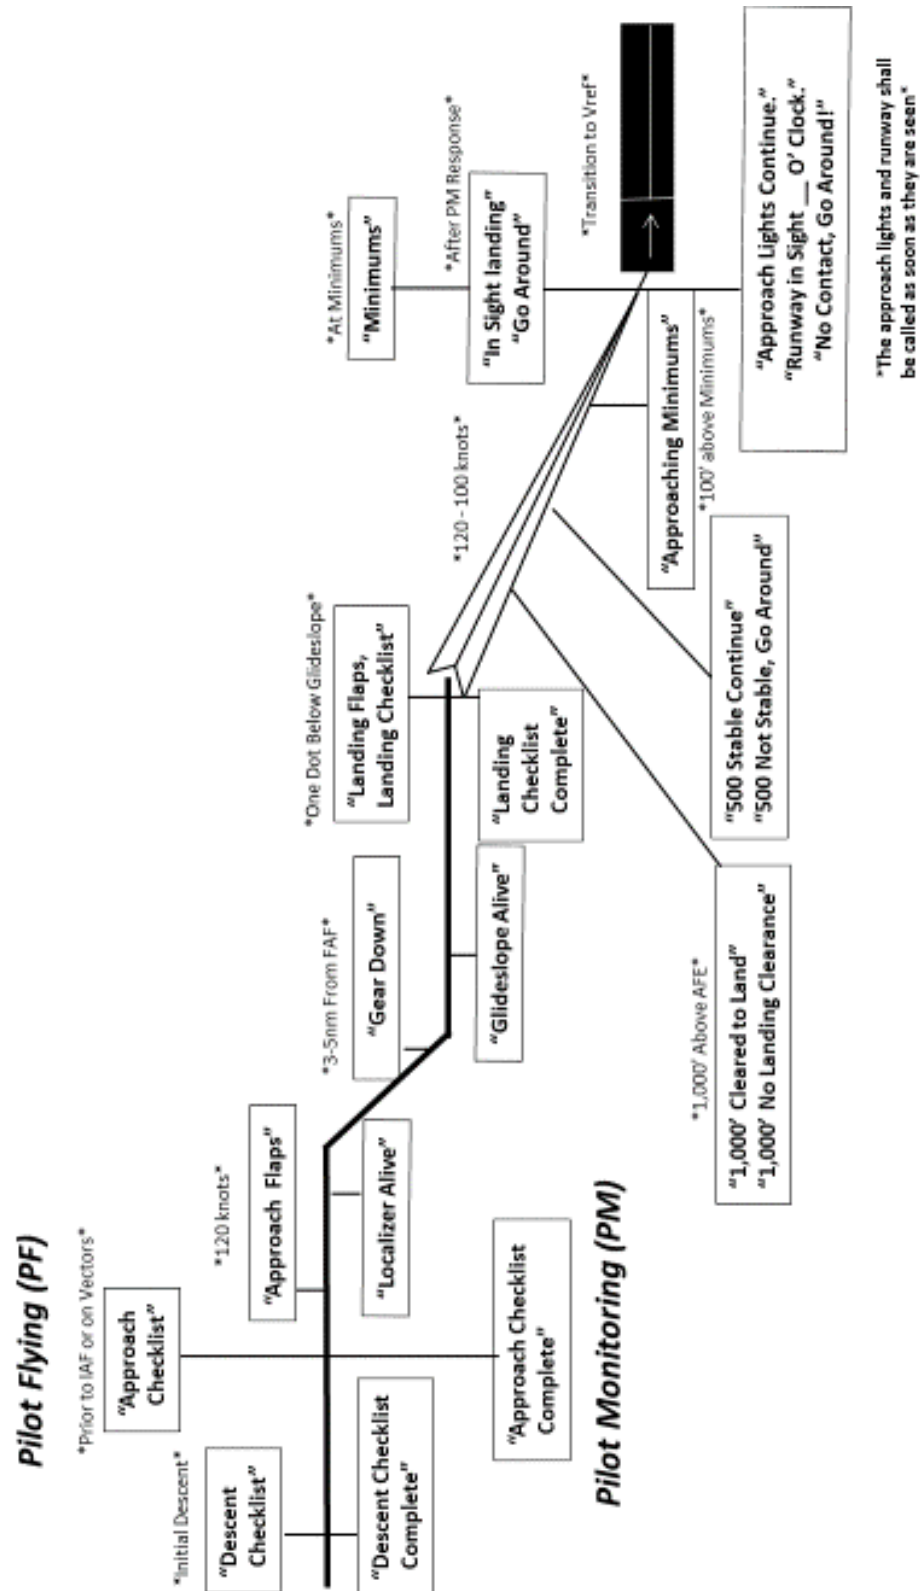 Pilot Flying (PF)
*Prior to IAF or on Vectors*
“Approach
Checklist”
*Initial Descent*
“Descent
Checklist”
*120 knots*
“Approach Flaps”
*3-5nm From FAF*
“Gear Down”
*One Dot Below Glideslope*
“Landing Flaps,
Landing Checklist”
*120 - 100 knots*
*At Minimums*
“Minimums”
*After PM Response*
“In Sight landing”
“Go Around”
*Transition to Vref*
“Descent Checklist
Complete”
“Localizer Alive”
“Approach Checklist
Complete”
“Glideslope Alive”
“Landing
Checklist
Complete”
Pilot Monitoring (PM)
*1,000’ Above AFE*
“1,000’ Cleared to Land”
“1,000’ No Landing Clearance”
“500 Stable Continue”
“500 Not Stable, Go Around”
“Approaching Minimums”
*100’ above Minimums*
“Approach Lights Continue.”
“Runway in Sight __ O’ Clock.”
“No Contact, Go Around!”
*The approach lights and runway shall
be called as soon as they are seen*